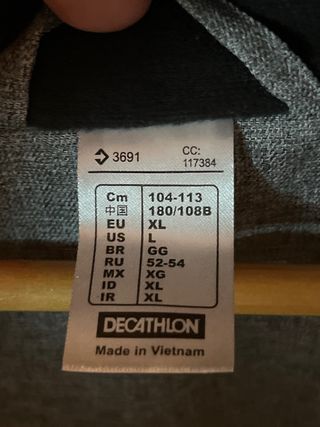 3691
CC: 117384
Cm 104-113
中国 180/108B
EU XL
US L
BR GG
RU 52-54
MX XG
ID XL
IR XL
DECATHLON
Made in Vietnam